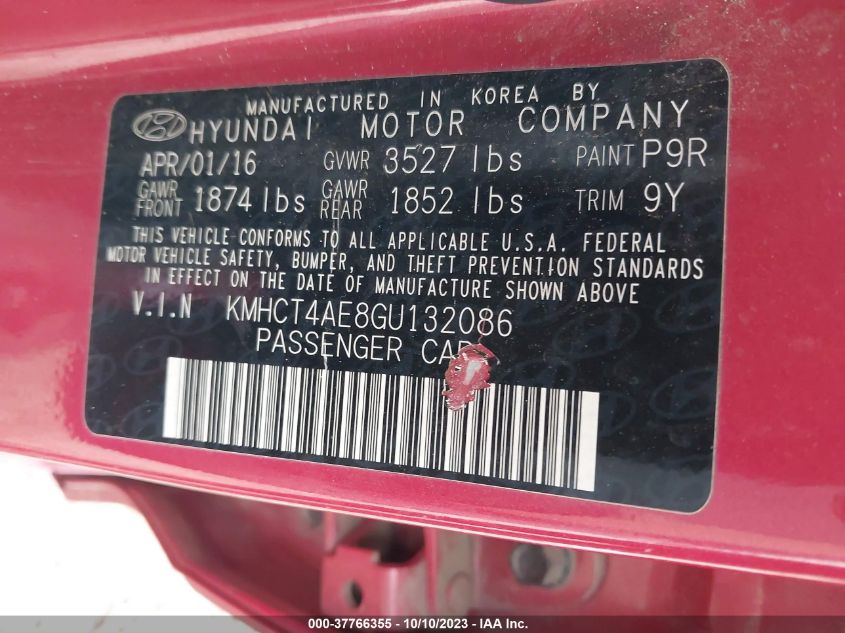 MANUFACTURED IN KOREA BY
HYUNDAI MOTOR COMPANY
APR/01/16 GVWR 3527 lbs PAINT P9R
GAWR FRONT 1874 lbs GAWR REAR 1852 lbs TRIM 9Y
THIS VEHICLE CONFORMS TO ALL APPLICABLE U.S.A. FEDERAL
MOTOR VEHICLE SAFETY, BUMPER, AND THEFT PREVENTION STANDARDS
IN EFFECT ON THE DATE OF MANUFACTURE SHOWN ABOVE
V.I.N KMHCT4AE8GU132086
PASSENGER CAR
000-37766355 - 10/10/2023 - IAA Inc.